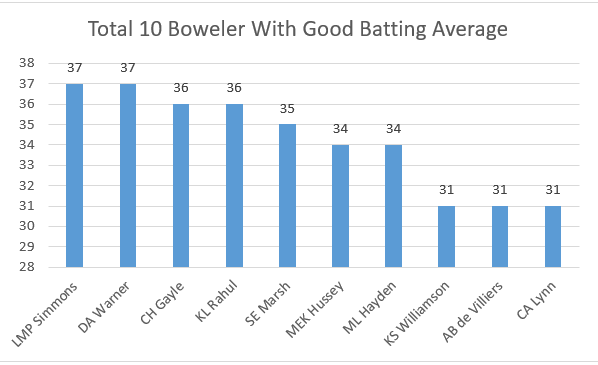 Total 10 Boweler With Good Batting Average
38
37
36
35
34
33
32
31
30
29
28
37
37
36
36
35
34
34
31
31
31
LMP Simmons
DA Warner
CH Gayle
KL Rahul
SE Marsh
MEK Hussey
ML Hayden
KS Williamson
AB de Villiers
CA Lynn